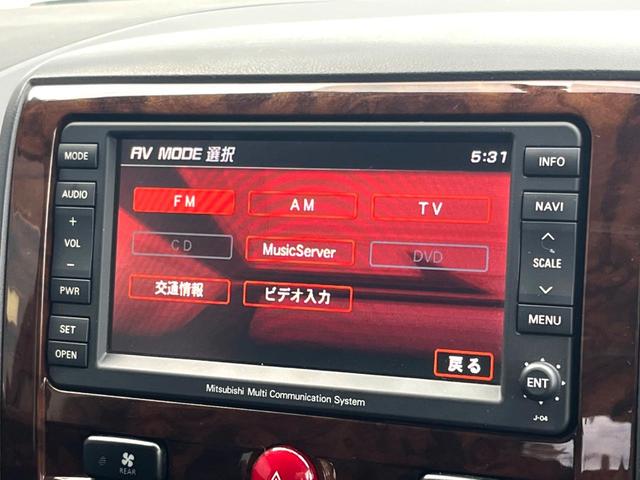 MODE
AUDIO
+
VOL
-
PWR
SET
OPEN
AV MODE 選択
5:31
FM
AM
TV
CD
MusicServer
DVD
交通情報
ビデオ入力
戻る
INFO
NAVI
SCALE
MENU
ENT
J-04
Mitsubishi Multi Communication System
REAR